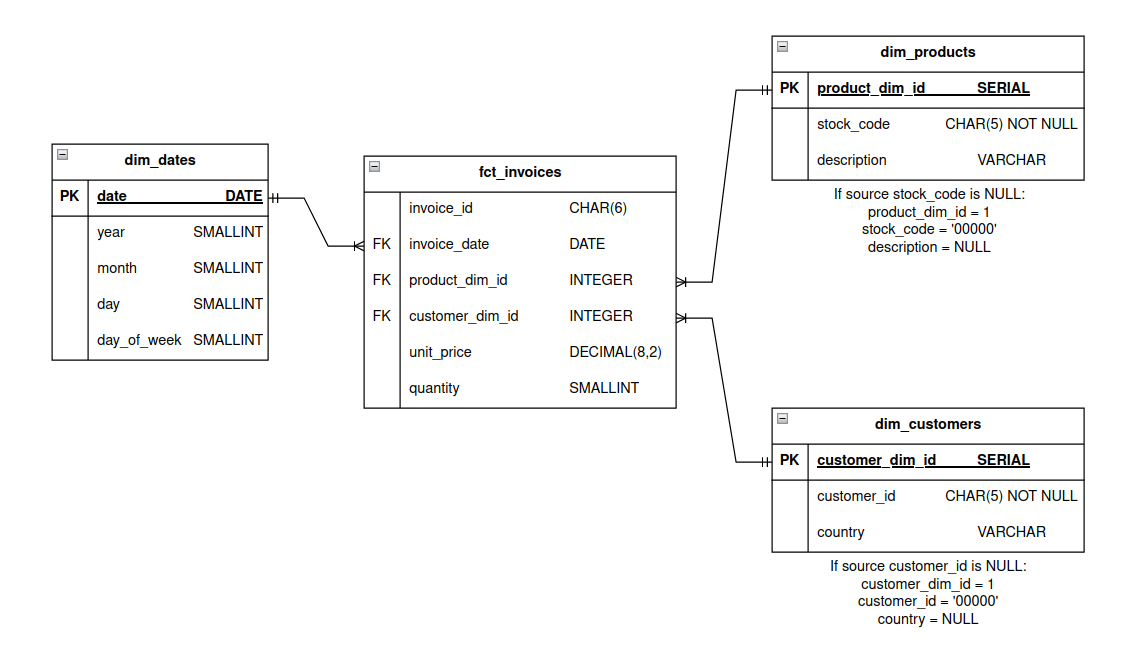 dim_products
PK product_dim_id SERIAL
stock_code CHAR(5) NOT NULL
description VARCHAR
If source stock_code is NULL:
product_dim_id = 1
stock_code = '00000'
description = NULL
dim_dates
PK date DATE
year SMALLINT
month SMALLINT
day SMALLINT
day_of_week SMALLINT
fct_invoices
invoice_id CHAR(6)
FK invoice_date DATE
FK product_dim_id INTEGER
FK customer_dim_id INTEGER
unit_price DECIMAL(8,2)
quantity SMALLINT
dim_customers
PK customer_dim_id SERIAL
customer_id CHAR(5) NOT NULL
country VARCHAR
If source customer_id is NULL:
customer_dim_id = 1
customer_id = '00000'
country = NULL